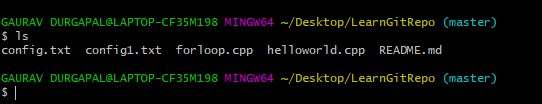 GAURAV DURGAPAL@LAPTOP-CF35M198 MINGW64 ~/Desktop/LearnGitRepo (master)
$ ls
config.txt  config1.txt  forloop.cpp  helloworld.cpp  README.md
GAURAV DURGAPAL@LAPTOP-CF35M198 MINGW64 ~/Desktop/LearnGitRepo (master)
$